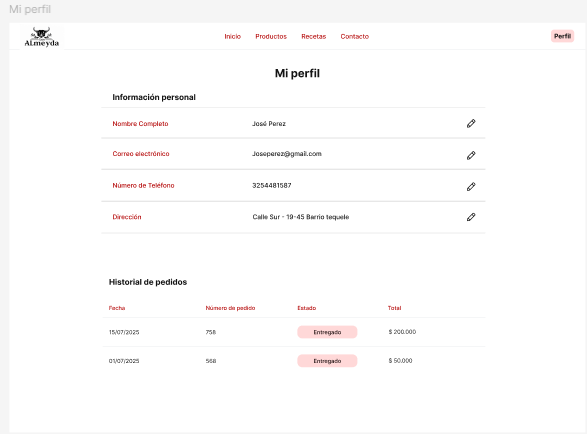 Mi perfil
ALmeyda
Inicio Productos Recetas Contacto Perfil
Mi perfil
Información personal
Nombre Completo José Perez
Correo electrónico Joseperez@gmail.com
Número de Teléfono 3254481587
Dirección Calle Sur - 19-45 Barrio tequele
Historial de pedidos
Fecha Número de pedido Estado Total
15/07/2025 758 Entregado $ 200.000
01/07/2025 568 Entregado $ 50.000